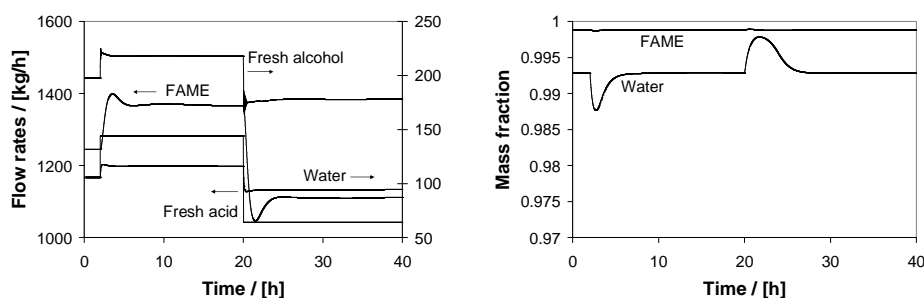 Flow rates / [kg/h]
1600
1400
1200
1000
250
200
150
100
50
Fresh alcohol
FAME
Water
Fresh acid
0
10
20
30
40
Time / [h]
Mass fraction
1
0.995
0.99
0.985
0.98
0.975
0.97
FAME
Water
0
10
20
30
40
Time / [h]